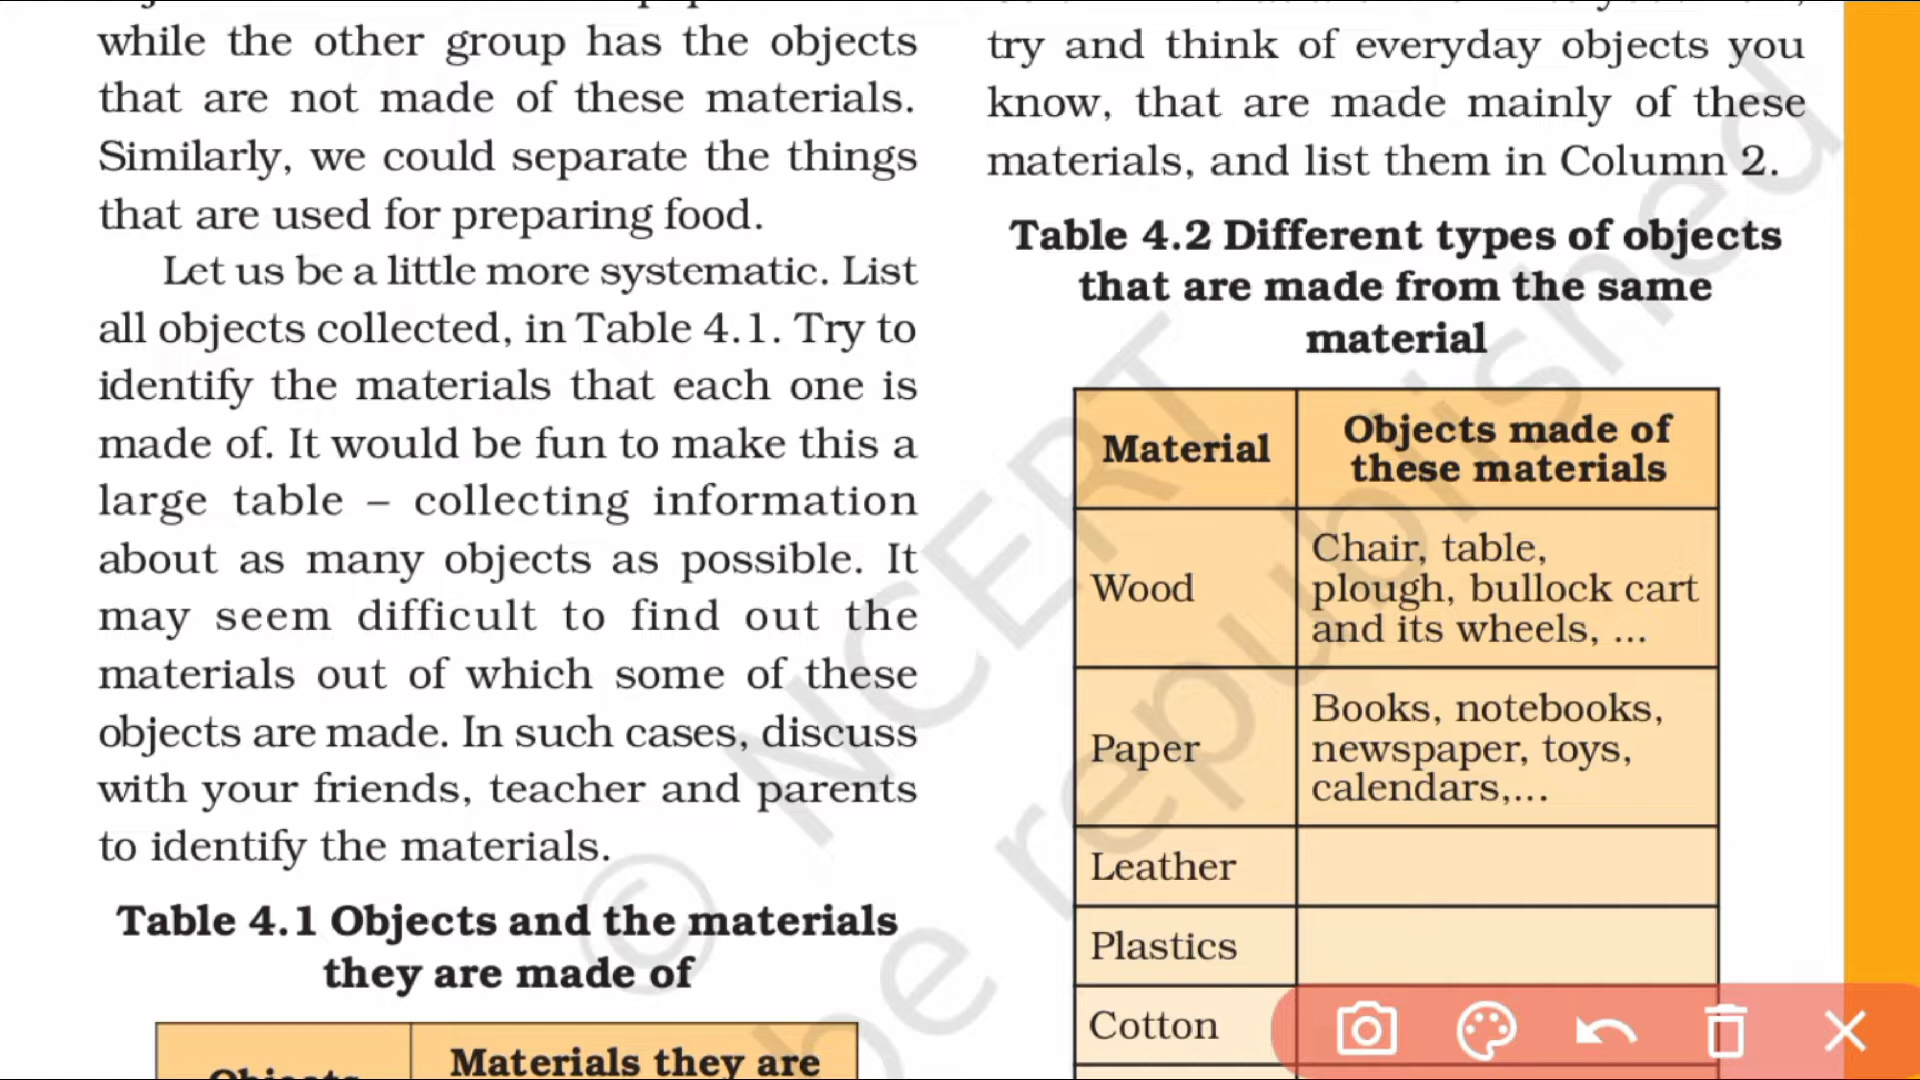 while the other group has the objects
that are not made of these materials.
Similarly, we could separate the things
that are used for preparing food.
Let us be a little more systematic. List
all objects collected, in Table 4.1. Try to
identify the materials that each one is
made of. It would be fun to make this a
large table – collecting information
about as many objects as possible. It
may seem difficult to find out the
materials out of which some of these
objects are made. In such cases, discuss
with your friends, teacher and parents
to identify the materials.
Table 4.1 Objects and the materials
they are made of
Objects
Materials they are
try and think of everyday objects you
know, that are made mainly of these
materials, and list them in Column 2.
Table 4.2 Different types of objects
that are made from the same
material
Material
Objects made of
these materials
Wood
Chair, table,
plough, bullock cart
and its wheels, ...
Paper
Books, notebooks,
newspaper, toys,
calendars,...
Leather
Plastics
Cotton
© NCERT
be republished